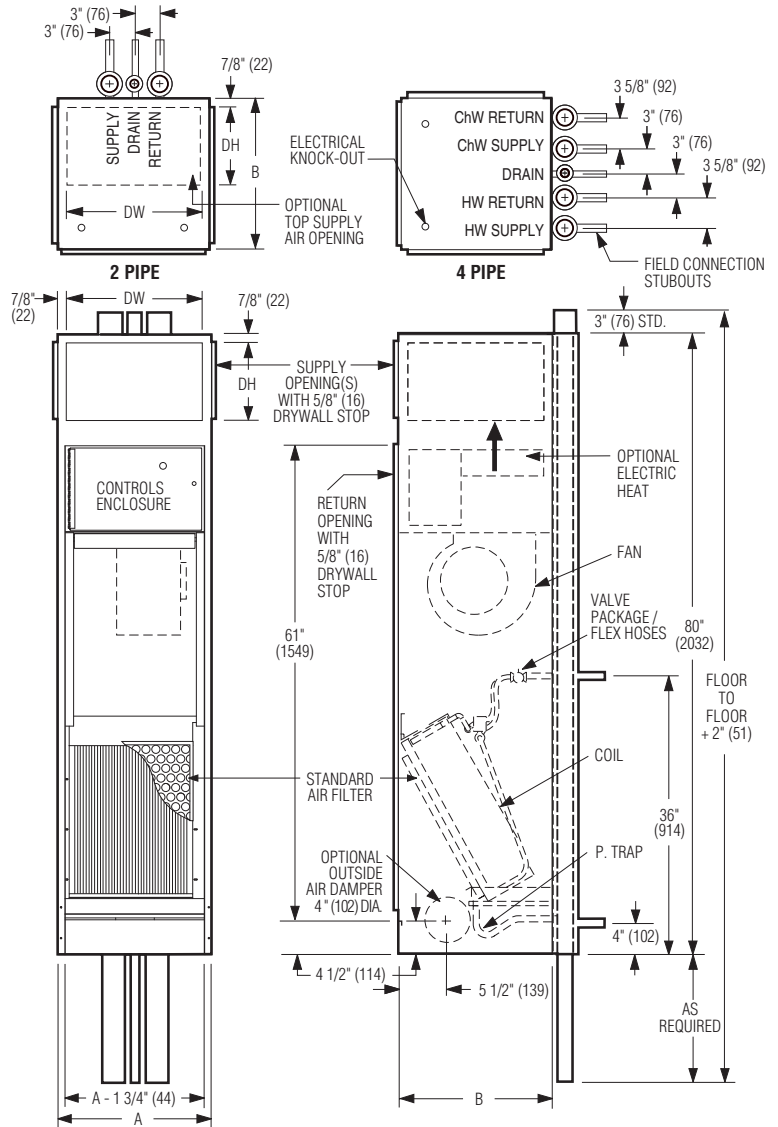 3" (76)
3" (76)
7/8" (22)
SUPPLY
DRAIN
RETURN
DH
B
DW
OPTIONAL
TOP SUPPLY
AIR OPENING
2 PIPE
ELECTRICAL
KNOCK-OUT
ChW RETURN
ChW SUPPLY
DRAIN
HW RETURN
HW SUPPLY
3 5/8" (92)
3" (76)
3" (76)
3 5/8" (92)
4 PIPE
FIELD CONNECTION
STUBOUTS
7/8"
(22)
DW
7/8" (22)
DH
SUPPLY
OPENING(S)
WITH 5/8" (16)
DRYWALL STOP
3" (76) STD.
CONTROLS
ENCLOSURE
RETURN
OPENING
WITH
5/8" (16)
DRYWALL
STOP
OPTIONAL
ELECTRIC
HEAT
FAN
VALVE
PACKAGE /
FLEX HOSES
61"
(1549)
80"
(2032)
FLOOR
TO
FLOOR
+ 2" (51)
STANDARD
AIR FILTER
COIL
36"
(914)
OPTIONAL
OUTSIDE
AIR DAMPER
4" (102) DIA.
P. TRAP
4"
(102)
4 1/2" (114)
5 1/2" (139)
AS
REQUIRED
A - 1 3/4" (44)
A
B